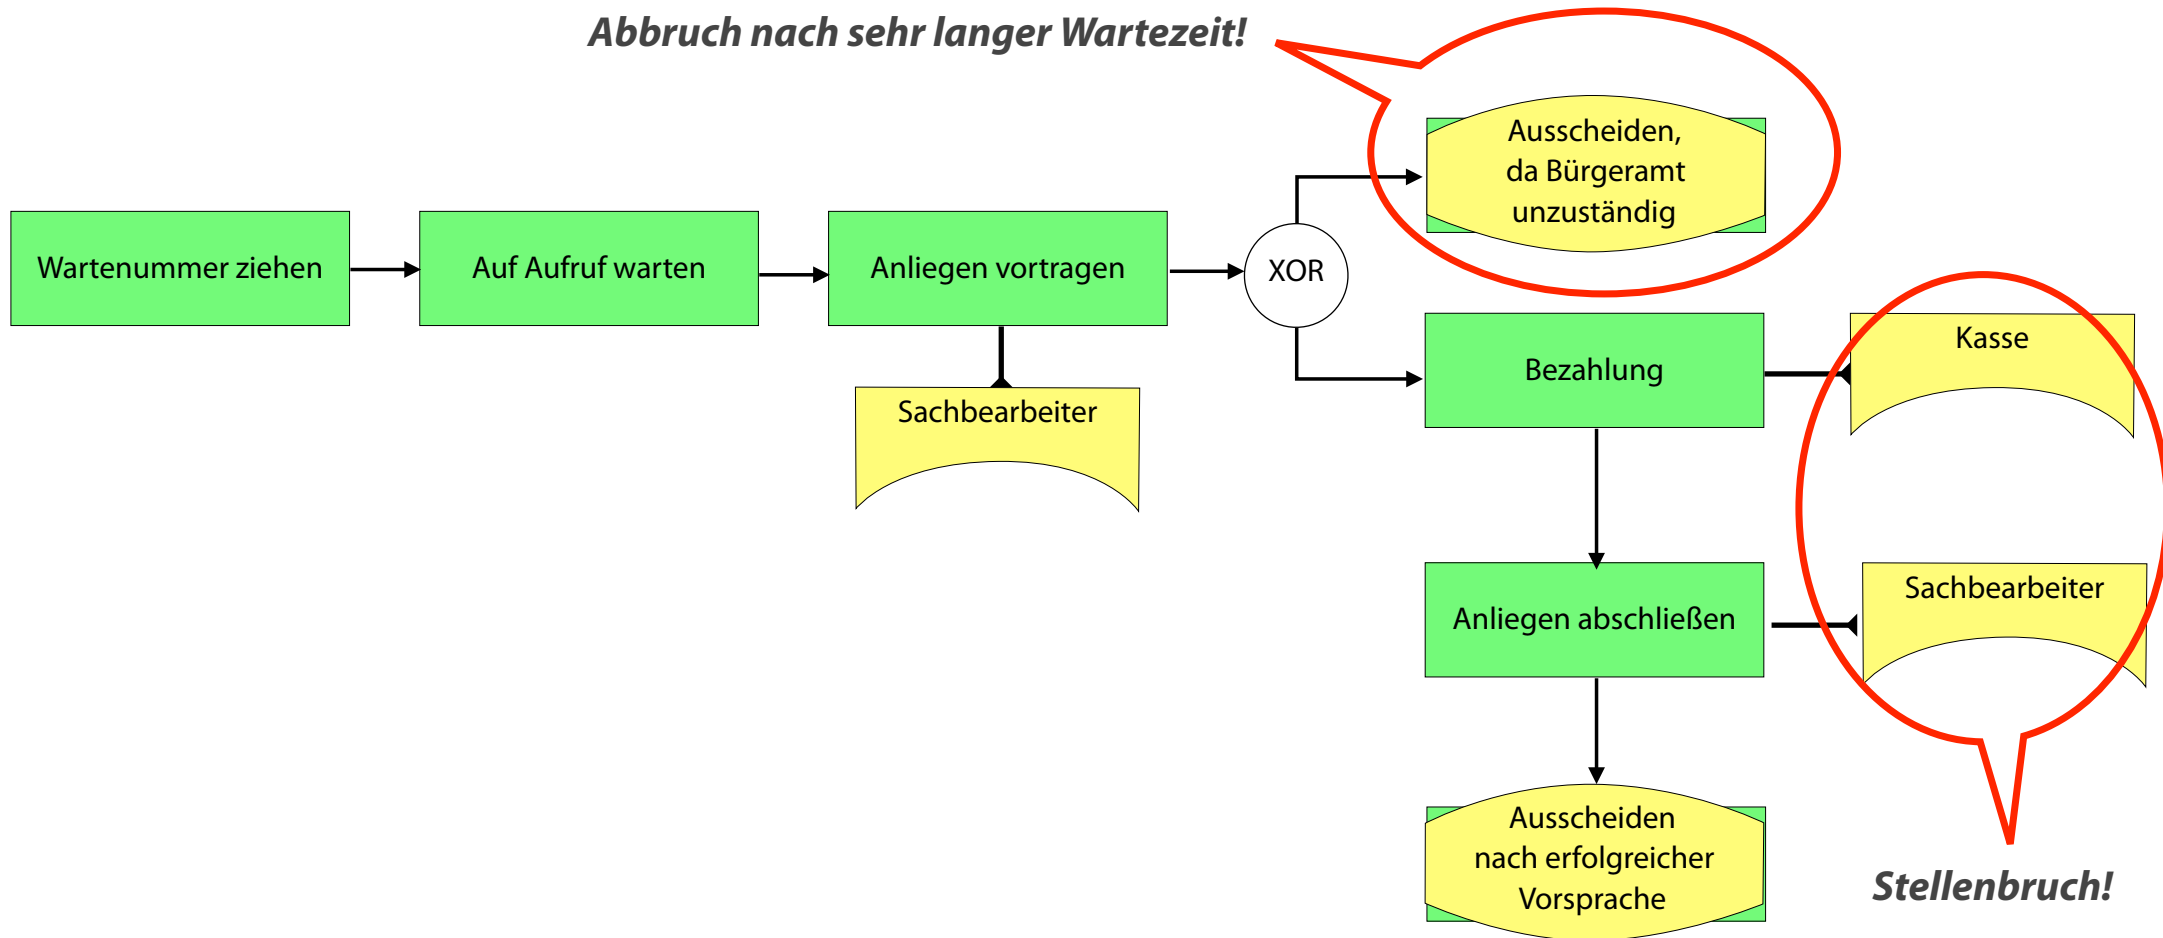 Abbruch nach sehr langer Wartezeit!
Ausscheiden,
da Bürgeramt
unzuständig
Wartenummer ziehen
Auf Aufruf warten
Anliegen vortragen
XOR
Sachbearbeiter
Bezahlung
Kasse
Anliegen abschließen
Sachbearbeiter
Ausscheiden
nach erfolgreicher
Vorsprache
Stellenbruch!